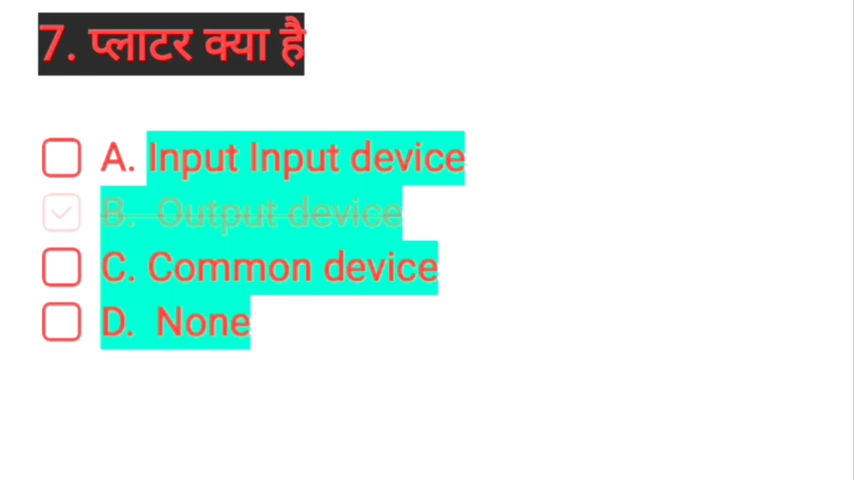 7. प्लाटर क्या है
A. Input Input device
B. Output device
C. Common device
D. None